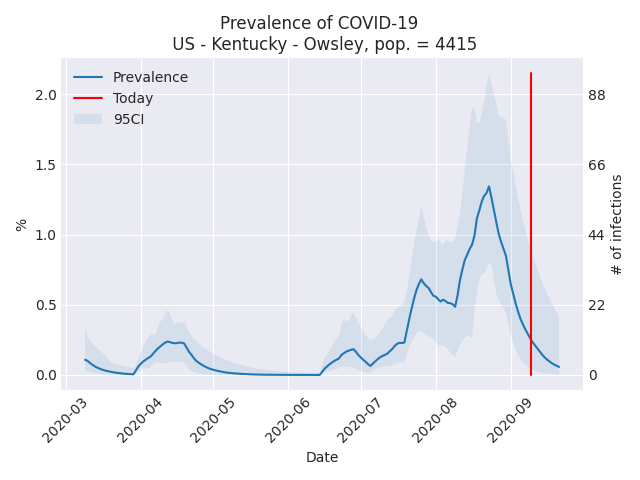 Prevalence of COVID-19
US - Kentucky - Owsley, pop. = 4415
Prevalence
Today
95CI
2.0
1.5
1.0
0.5
0.0
%
88
66
44
22
0
# of infections
2020-03
2020-04
2020-05
2020-06
2020-07
2020-08
2020-09
Date